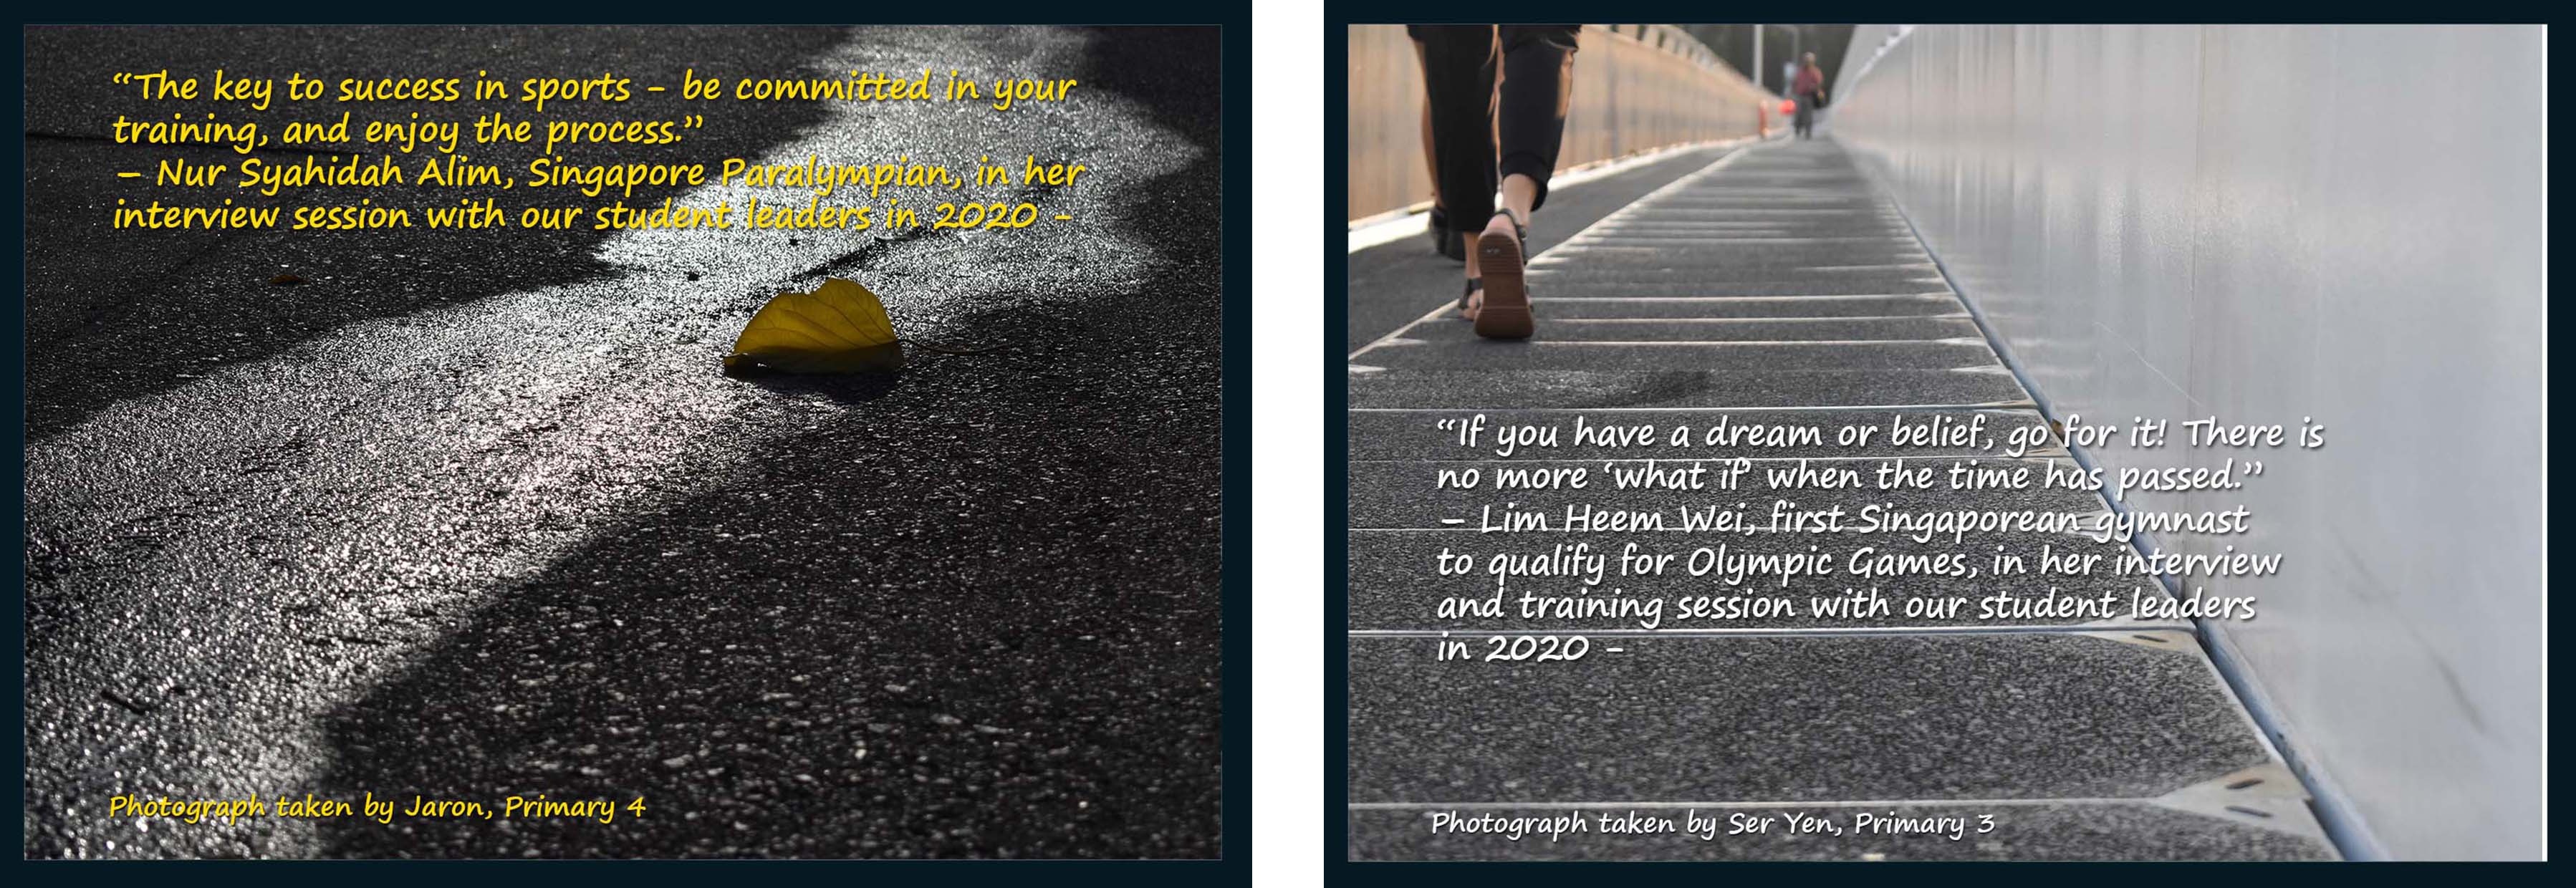 “The key to success in sports - be committed in your
training, and enjoy the process.”
– Nur Syahidah Alim, Singapore Paralympian, in her
interview session with our student leaders in 2020 -
Photograph taken by Jaron, Primary 4
“If you have a dream or belief, go for it! There is
no more ‘what if’ when the time has passed.”
– Lim Heem Wei, first Singaporean gymnast
to qualify for Olympic Games, in her interview
and training session with our student leaders
in 2020 -
Photograph taken by Ser Yen, Primary 3